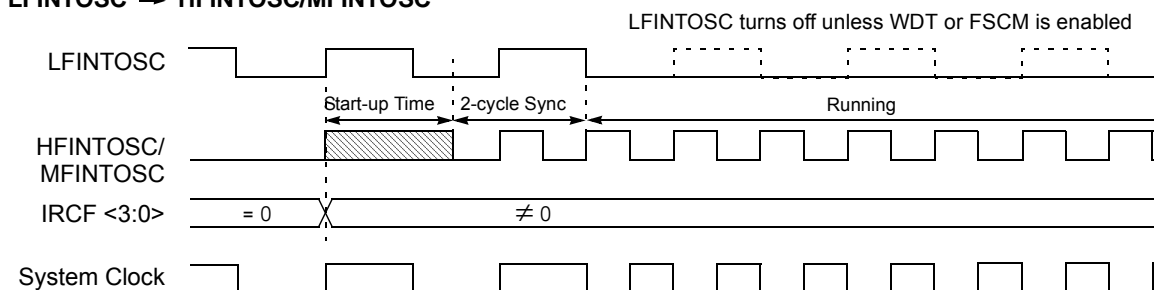 LFINTOSC → HFINTOSC/MFINTOSC
LFINTOSC turns off unless WDT or FSCM is enabled
LFINTOSC
Start-up Time 2-cycle Sync Running
HFINTOSC/
MFINTOSC
IRCF <3:0> = 0 ≠ 0
System Clock